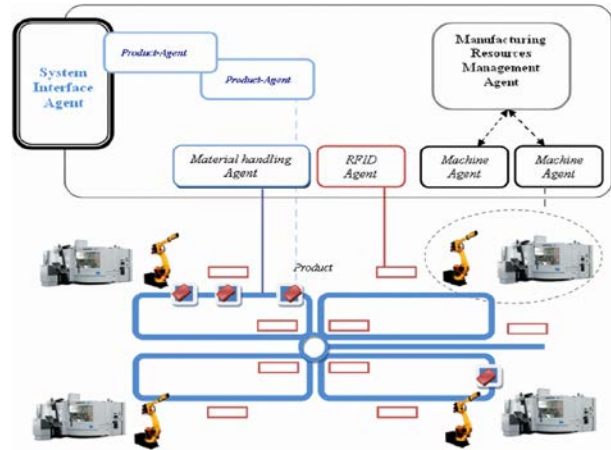 System
Interface
Agent
Product-Agent
Product-Agent
Manufacturing
Resources
Management
Agent
Material handling
Agent
RFID
Agent
Machine Agent
Machine Agent
Product